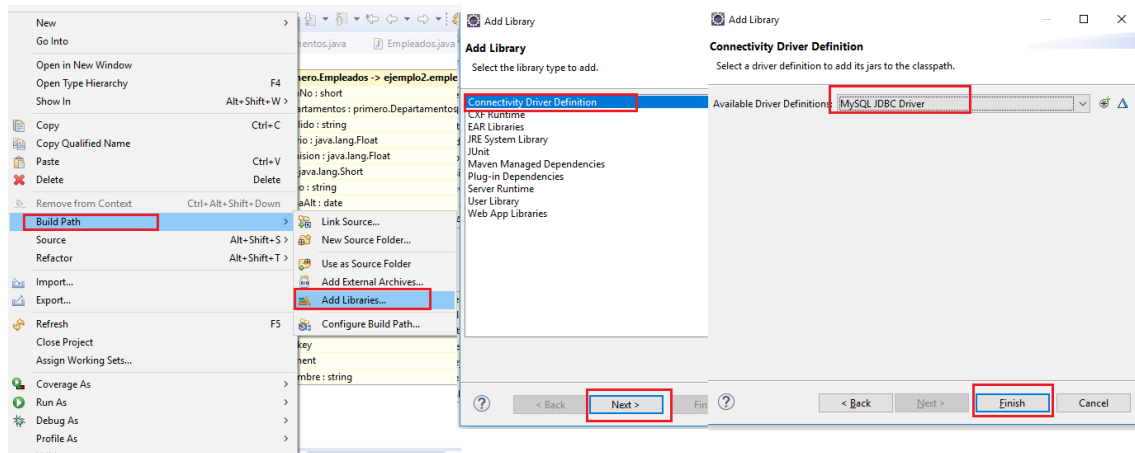 New
Go Into
Open in New Window
Open Type Hierarchy F4
Show In Alt+Shift+W >
Copy Ctrl+C
Copy Qualified Name
Paste Ctrl+V
Delete Delete
Remove from Context Ctrl+Alt+Shift+Down
Build Path
Source Alt+Shift+S >
Refactor Alt+Shift+T >
Import...
Export...
Refresh F5
Close Project
Assign Working Sets...
Coverage As
Run As
Debug As
Profile As
entos.java Empleados.java
ero.Empleados -> ejemplo2.emple
No : short
artamentos : primero.Departamentos
lido : string
rio : java.lang.Float
ision : java.lang.Float
java.lang.Short
o : string
aAlt : date
Link Source...
New Source Folder...
Use as Source Folder
Add External Archives...
Add Libraries...
Configure Build Path...
key
ment
mbre : string
Add Library
Add Library
Select the library type to add.
Connectivity Driver Definition
CXF Runtime
EAR Libraries
JRE System Library
JUnit
Maven Managed Dependencies
Plug-in Dependencies
Server Runtime
User Library
Web App Libraries
? < Back Next > Fin
Add Library
Connectivity Driver Definition
Select a driver definition to add its jars to the classpath.
Available Driver Definitions: MySQL JDBC Driver
? < Back Next > Finish Cancel